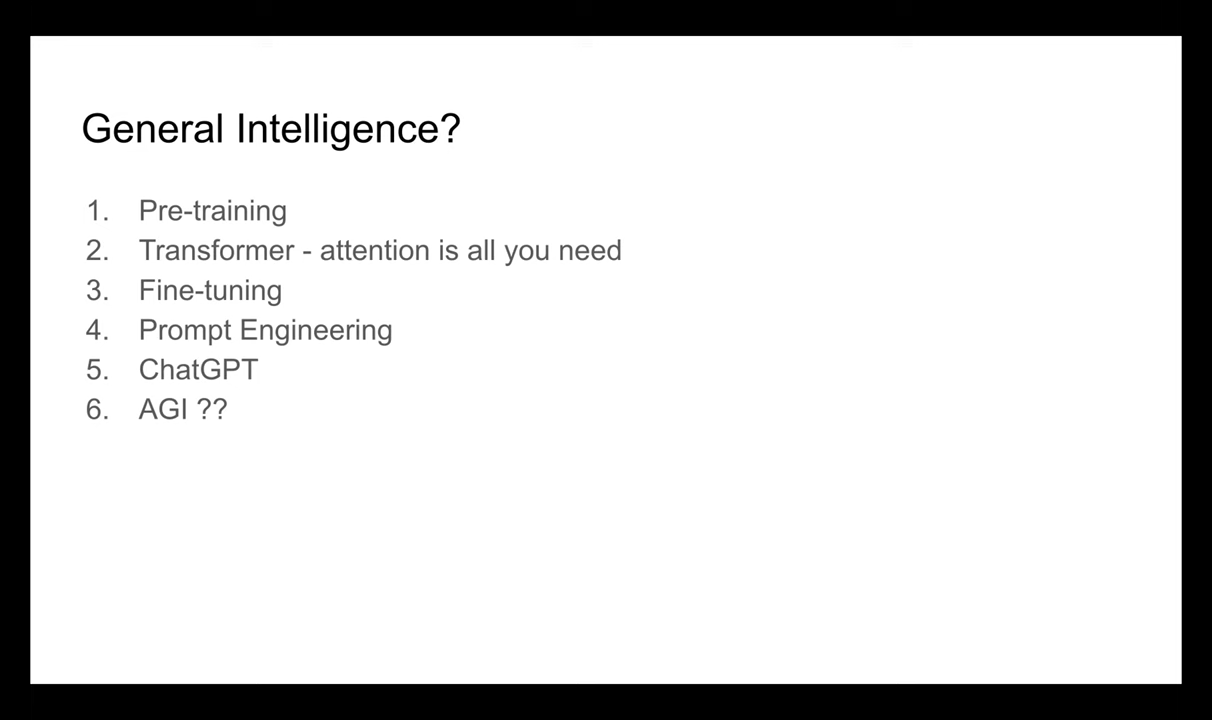 General Intelligence?
1. Pre-training
2. Transformer - attention is all you need
3. Fine-tuning
4. Prompt Engineering
5. ChatGPT
6. AGI ??